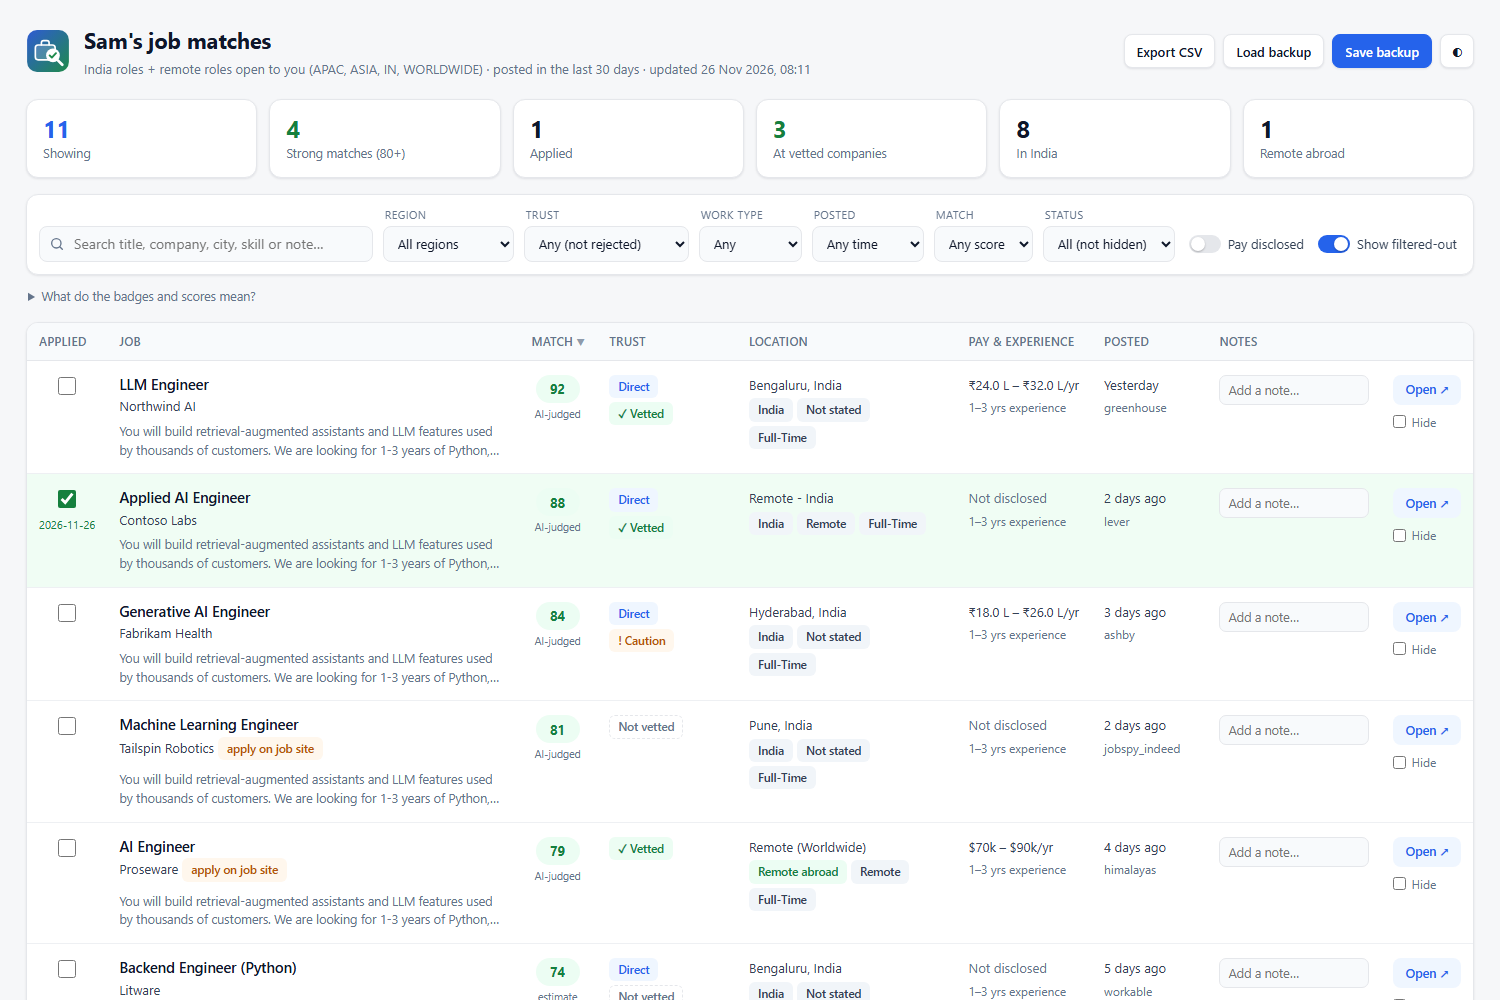 Sam's job matches
India roles + remote roles open to you (APAC, ASIA, IN, WORLDWIDE) · posted in the last 30 days · updated 26 Nov 2026, 08:11
Export CSV
Load backup
Save backup
11
Showing
4
Strong matches (80+)
1
Applied
3
At vetted companies
8
In India
1
Remote abroad
REGION TRUST WORK TYPE POSTED MATCH STATUS
Search title, company, city, skill or note... All regions Any (not rejected) Any Any time Any score All (not hidden) Pay disclosed Show filtered-out
▶ What do the badges and scores mean?
APPLIED JOB MATCH ▼ TRUST LOCATION PAY & EXPERIENCE POSTED NOTES
LLM Engineer
Northwind AI
You will build retrieval-augmented assistants and LLM features used
by thousands of customers. We are looking for 1-3 years of Python,...
92
AI-judged
Direct
✓ Vetted
Bengaluru, India
India Not stated
Full-Time
₹24.0 L – ₹32.0 L/yr
1–3 yrs experience
Yesterday
greenhouse
Add a note...
Open ↗
Hide
2026-11-26
Applied AI Engineer
Contoso Labs
You will build retrieval-augmented assistants and LLM features used
by thousands of customers. We are looking for 1-3 years of Python,...
88
AI-judged
Direct
✓ Vetted
Remote - India
India Remote Full-Time
Not disclosed
1–3 yrs experience
2 days ago
lever
Add a note...
Open ↗
Hide
Generative AI Engineer
Fabrikam Health
You will build retrieval-augmented assistants and LLM features used
by thousands of customers. We are looking for 1-3 years of Python,...
84
AI-judged
Direct
! Caution
Hyderabad, India
India Not stated
Full-Time
₹18.0 L – ₹26.0 L/yr
1–3 yrs experience
3 days ago
ashby
Add a note...
Open ↗
Hide
Machine Learning Engineer
Tailspin Robotics apply on job site
You will build retrieval-augmented assistants and LLM features used
by thousands of customers. We are looking for 1-3 years of Python,...
81
AI-judged
Not vetted
Pune, India
India Not stated
Full-Time
Not disclosed
1–3 yrs experience
2 days ago
jobspy_indeed
Add a note...
Open ↗
Hide
AI Engineer
Proseware apply on job site
You will build retrieval-augmented assistants and LLM features used
by thousands of customers. We are looking for 1-3 years of Python,...
79
AI-judged
✓ Vetted
Remote (Worldwide)
Remote abroad Remote
Full-Time
$70k – $90k/yr
1–3 yrs experience
4 days ago
himalayas
Add a note...
Open ↗
Hide
Backend Engineer (Python)
Litware
74
estimate
Direct
Not vetted
Bengaluru, India
India Not stated
Not disclosed
1–3 yrs experience
5 days ago
workable
Add a note...
Open ↗